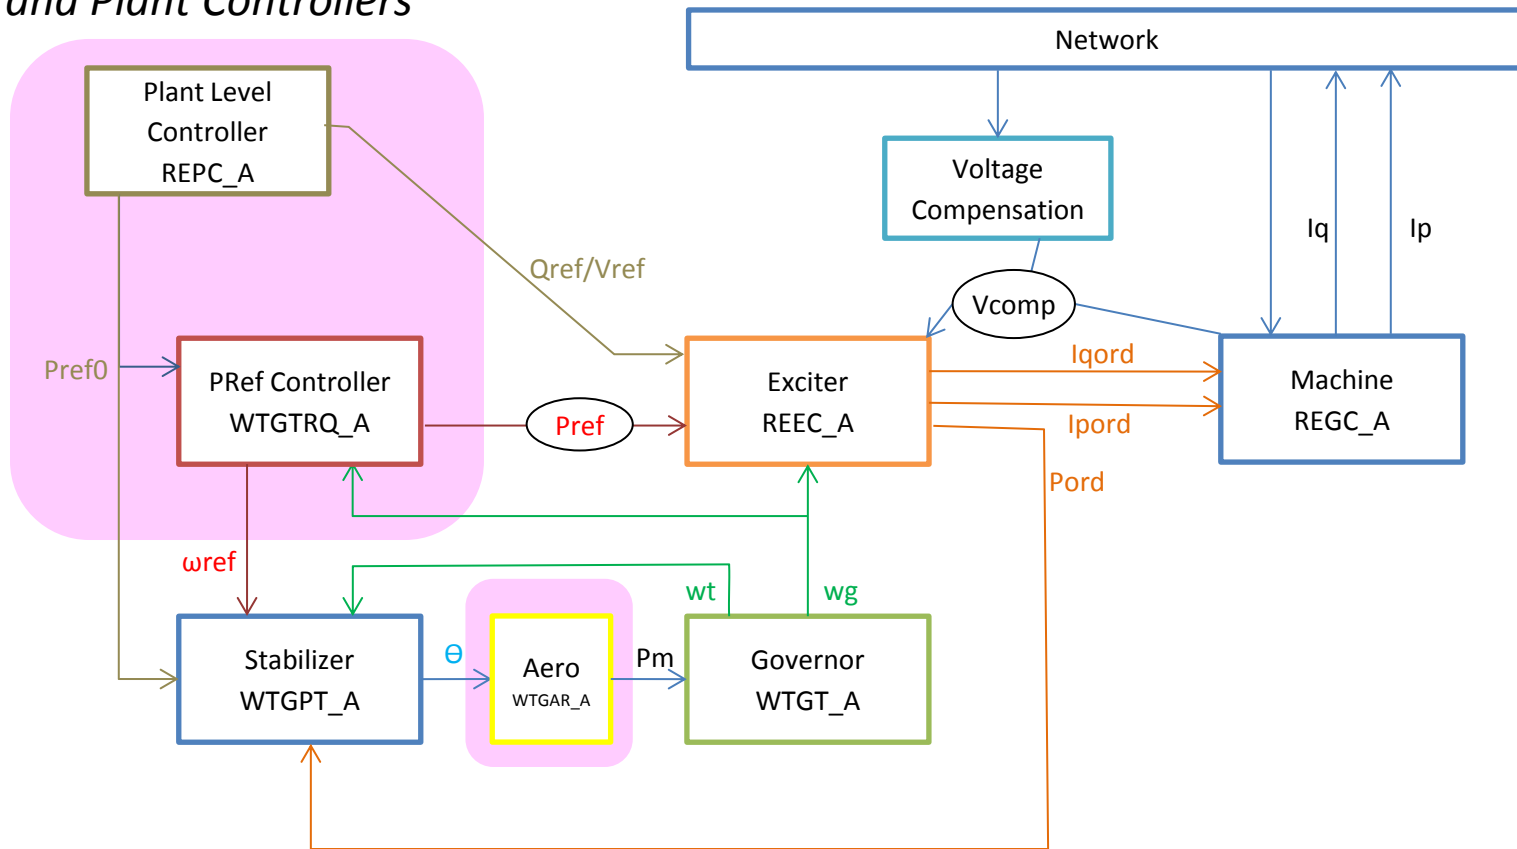 and Plant Controllers
Network
Plant Level
Controller
REPC_A
Voltage
Compensation
Iq
Ip
Qref/Vref
Vcomp
Pref0
PRef Controller
WTGTRQ_A
Pref
Exciter
REEC_A
Iqord
Ipord
Machine
REGC_A
Pord
ωref
wt
wg
Stabilizer
WTGPT_A
Θ
Aero
WTGAR_A
Pm
Governor
WTGT_A